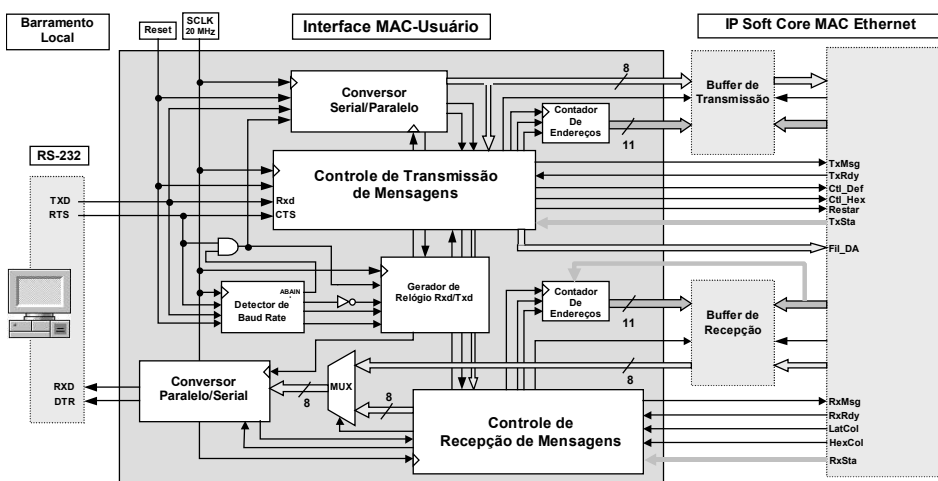 Barramento
Local
Reset
SCLK
20 MHz
Interface MAC-Usuário
IP Soft Core MAC Ethernet
Conversor
Serial/Paralelo
8
Buffer de
Transmissão
Contador
De
Endereços
11
RS-232
TXD
RTS
Rxd
CTS
Controle de Transmissão
de Mensagens
TxMsg
TxRdy
Ctl_Def
Ctl_Hex
Restar
TxSta
Fil_DA
ABAIN
Detector de
Baud Rate
Gerador de
Relógio Rxd/Txd
Contador
De
Endereços
11
Buffer de
Recepção
RXD
DTR
Conversor
Paralelo/Serial
8
MUX
8
8
Controle de
Recepção de Mensagens
RxMsg
RxRdy
LatCol
HexCol
RxSta